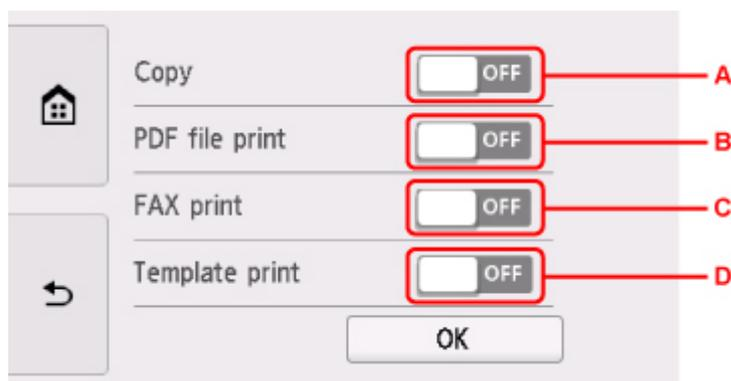 Copy OFF A
PDF file print OFF B
FAX print OFF C
Template print OFF D
OK